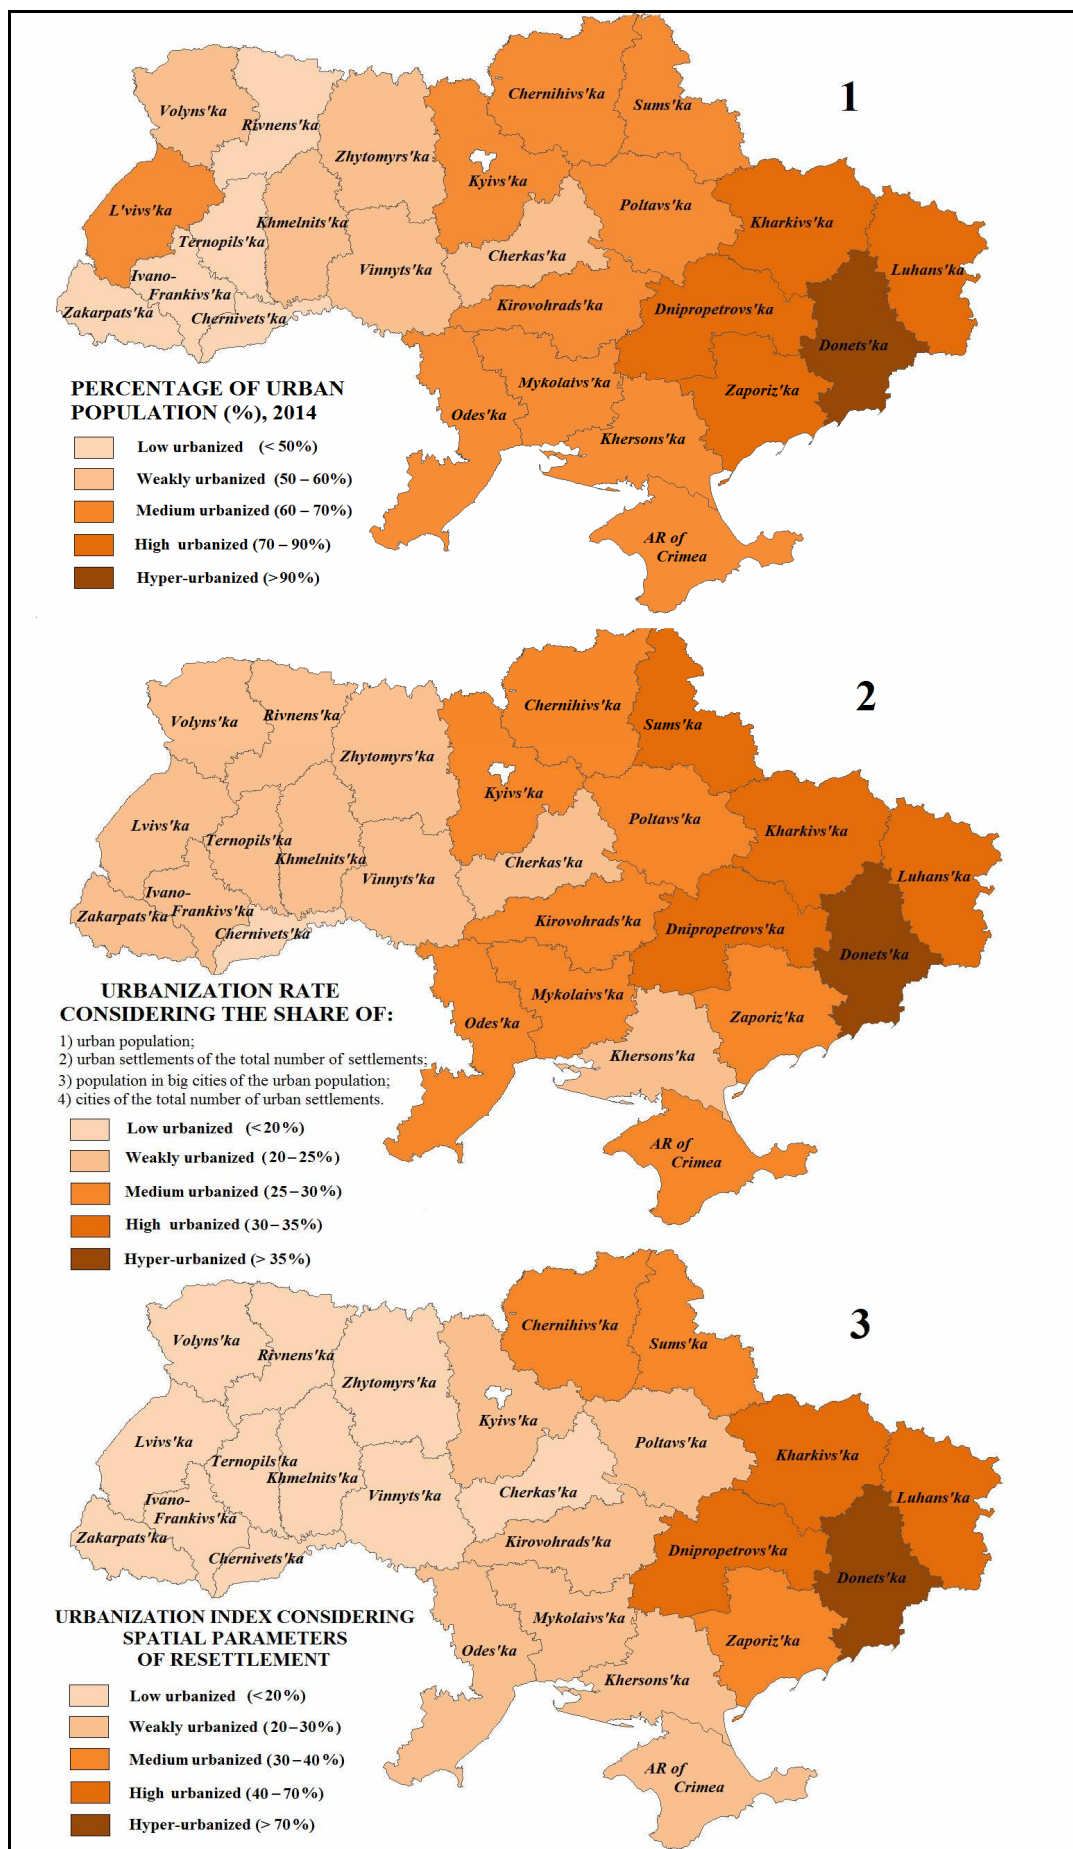 1
Chernihivs'ka
Sums'ka
Volyns'ka
Rivnens'ka
Zhytomyrs'ka
Kyivs'ka
L'vivs'ka
Poltavs'ka
Khmelnits'ka
Kharkivs'ka
Ternopils'ka
Cherkas'ka
Vinnyts'ka
Luhans'ka
Ivano-
Frankivs'ka
Zakarpats'ka
Chernivets'ka
Kirovohrads'ka
Dnipropetrovs'ka
Donets'ka
Mykolaivs'ka
Zaporiz'ka
Odes'ka
Khersons'ka
AR of
Crimea
PERCENTAGE OF URBAN
POPULATION (%), 2014
Low urbanized (< 50%)
Weakly urbanized (50 – 60%)
Medium urbanized (60 – 70%)
High urbanized (70 – 90%)
Hyper-urbanized (>90%)
2
Chernihivs'ka
Sums'ka
Volyns'ka
Rivnens'ka
Zhytomyrs'ka
Kyivs'ka
Lvivs'ka
Ternopils'ka
Poltavs'ka
Kharkivs'ka
Khmelnits'ka
Cherkas'ka
Vinnyts'ka
Luhans'ka
Ivano-
Frankivs'ka
Zakarpats'ka
Chernivets'ka
Kirovohrads'ka
Dnipropetrovs'ka
Donets'ka
Mykolaivs'ka
Zaporiz'ka
Odes'ka
Khersons'ka
AR of
Crimea
URBANIZATION RATE
CONSIDERING THE SHARE OF:
1) urban population;
2) urban settlements of the total number of settlements;
3) population in big cities of the urban population;
4) cities of the total number of urban settlements.
Low urbanized (<20%)
Weakly urbanized (20–25%)
Medium urbanized (25–30%)
High urbanized (30–35%)
Hyper-urbanized (> 35%)
3
Chernihivs'ka
Sums'ka
Volyns'ka
Rivnens'ka
Zhytomyrs'ka
Kyivs'ka
Lvivs'ka
Poltavs'ka
Ternopils'ka
Khmelnits'ka
Kharkivs'ka
Vinnyts'ka
Cherkas'ka
Luhans'ka
Ivano-
Frankivs'ka
Zakarpats'ka
Chernivets'ka
Kirovohrads'ka
Dnipropetrovs'ka
Donets'ka
Mykolaivs'ka
Zaporiz'ka
Odes'ka
Khersons'ka
AR of
Crimea
URBANIZATION INDEX CONSIDERING
SPATIAL PARAMETERS
OF RESETTLEMENT
Low urbanized (<20%)
Weakly urbanized (20–30%)
Medium urbanized (30–40%)
High urbanized (40–70%)
Hyper-urbanized (> 70%)